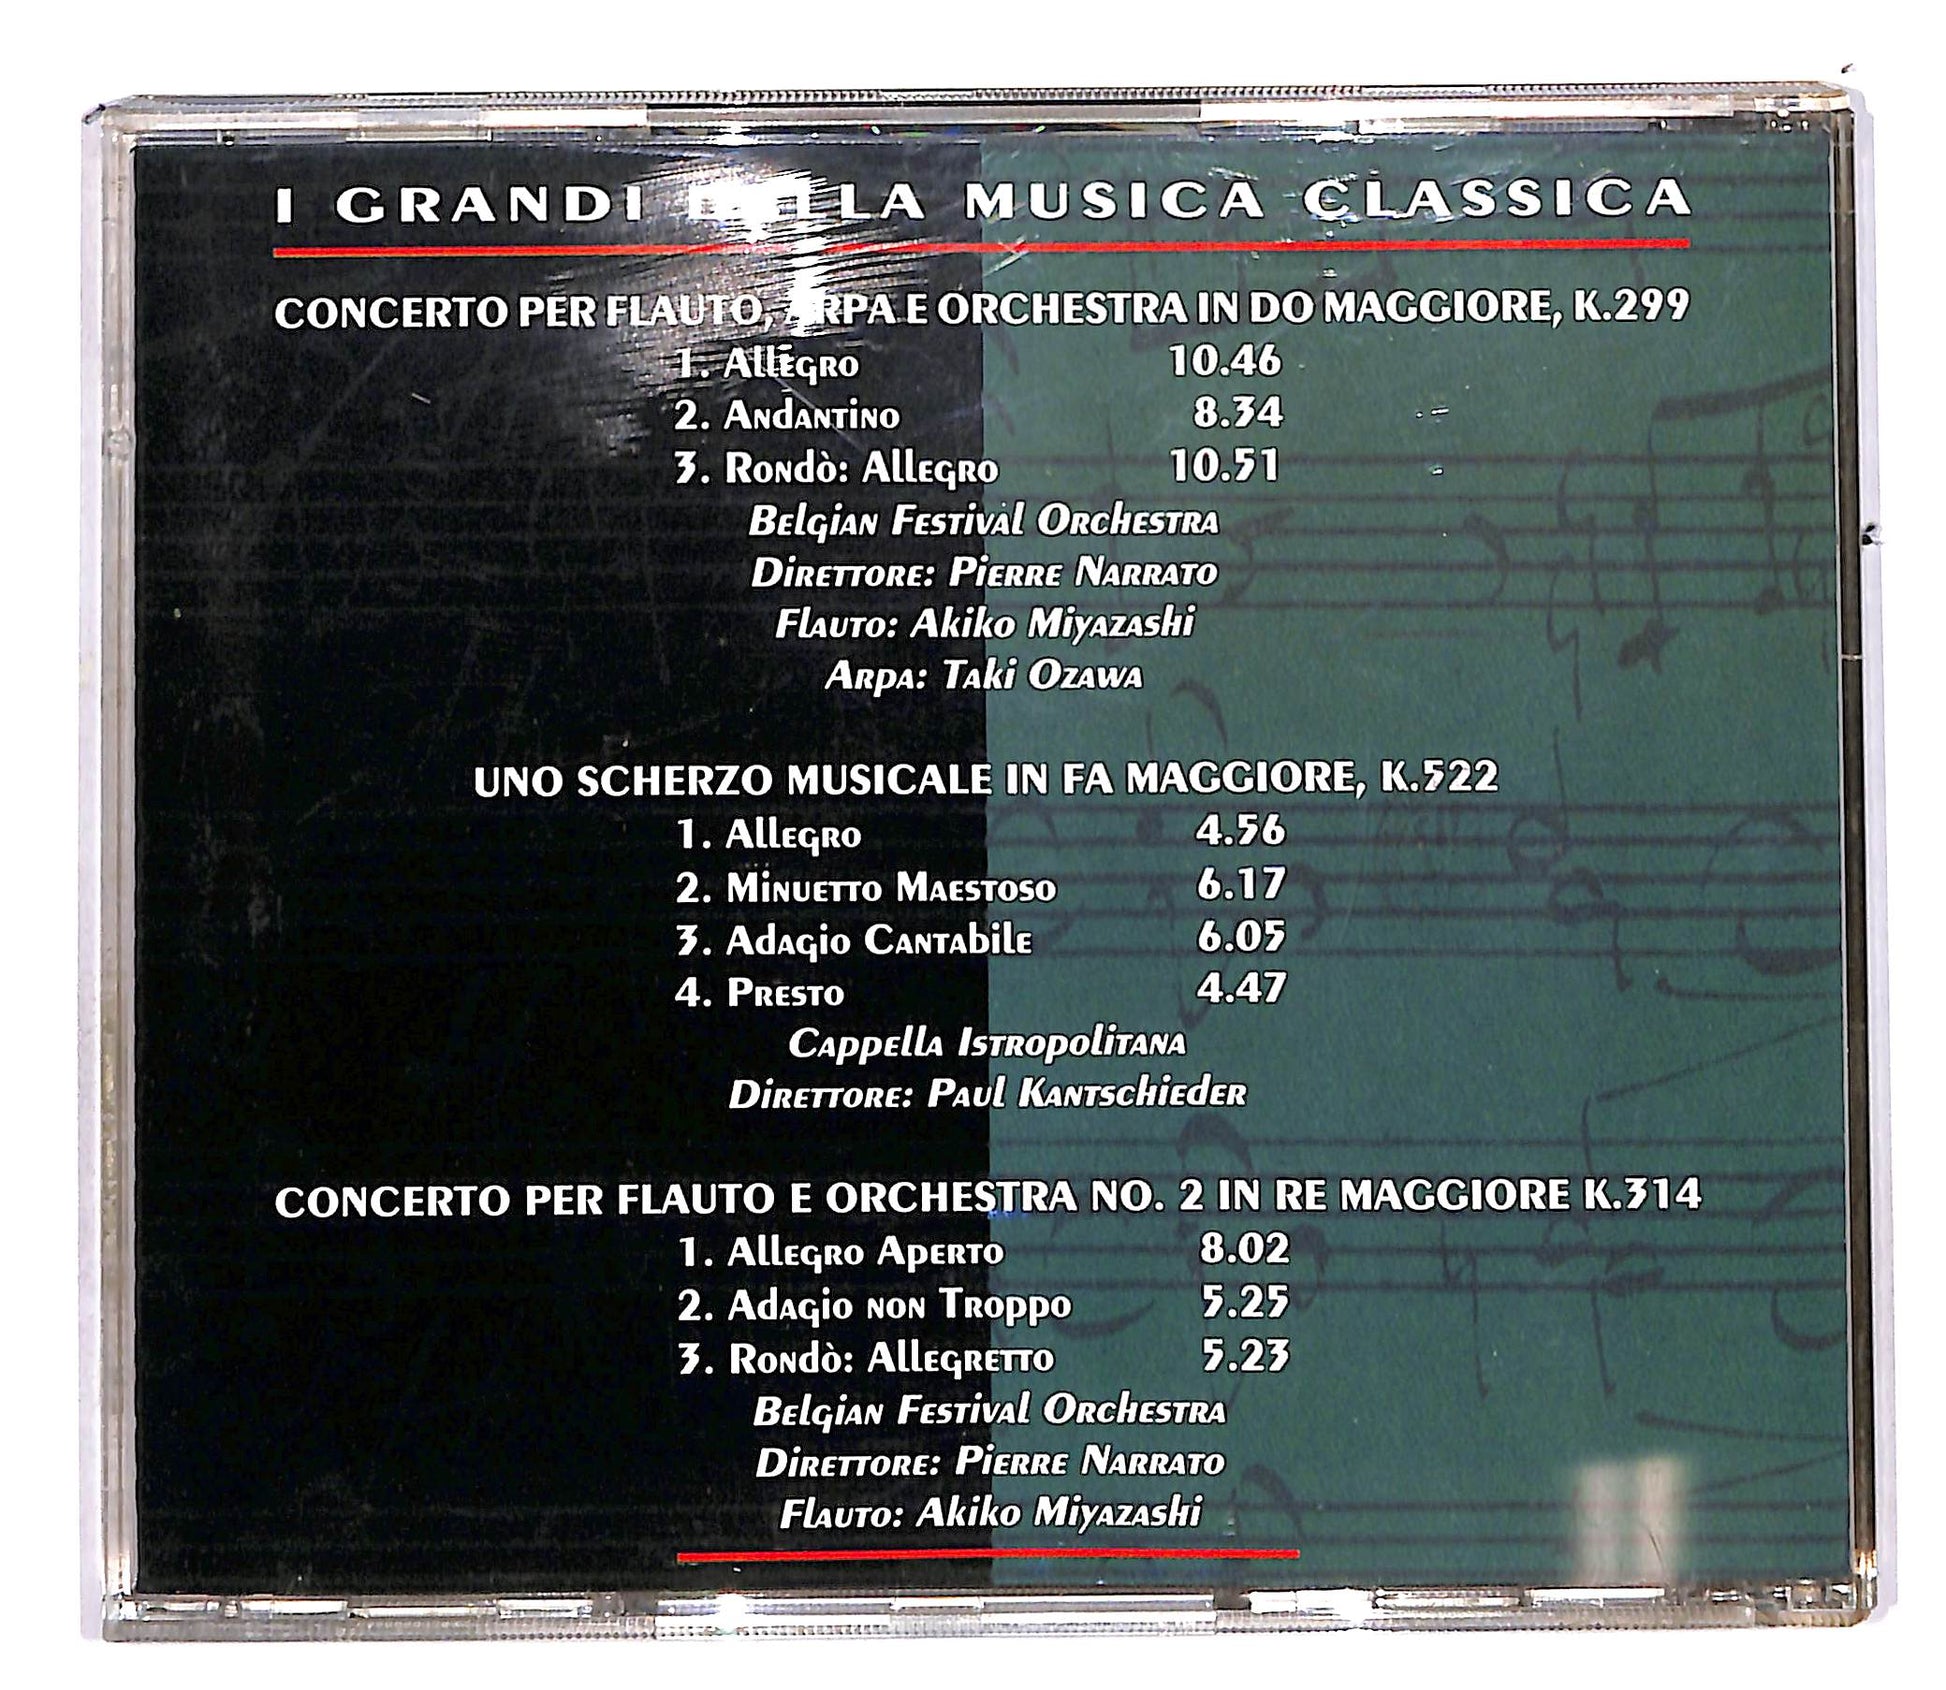 I GRANDI DELLA MUSICA CLASSICA
CONCERTO PER FLAUTO, ARPA E ORCHESTRA IN DO MAGGIORE, K.299
1. Allegro 10.46
2. Andantino 8.34
3. Rondò: Allegro 10.51
Belgian Festival Orchestra
Direttore: Pierre Narrato
Flauto: Akiko Miyazashi
Arpa: Taki Ozawa
UNO SCHERZO MUSICALE IN FA MAGGIORE, K.522
1. Allegro 4.56
2. Minuetto Maestoso 6.17
3. Adagio Cantabile 6.05
4. Presto 4.47
Cappella Istropolitana
Direttore: Paul Kantschieder
CONCERTO PER FLAUTO E ORCHESTRA NO. 2 IN RE MAGGIORE K.314
1. Allegro Aperto 8.02
2. Adagio non Troppo 5.25
3. Rondò: Allegretto 5.23
Belgian Festival Orchestra
Direttore: Pierre Narrato
Flauto: Akiko Miyazashi